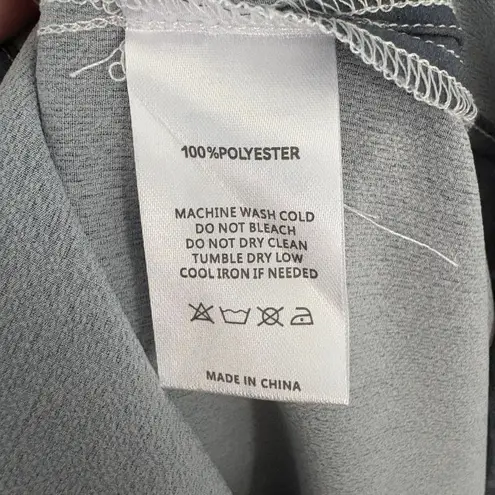 100%POLYESTER
MACHINE WASH COLD
DO NOT BLEACH
DO NOT DRY CLEAN
TUMBLE DRY LOW
COOL IRON IF NEEDED
MADE IN CHINA